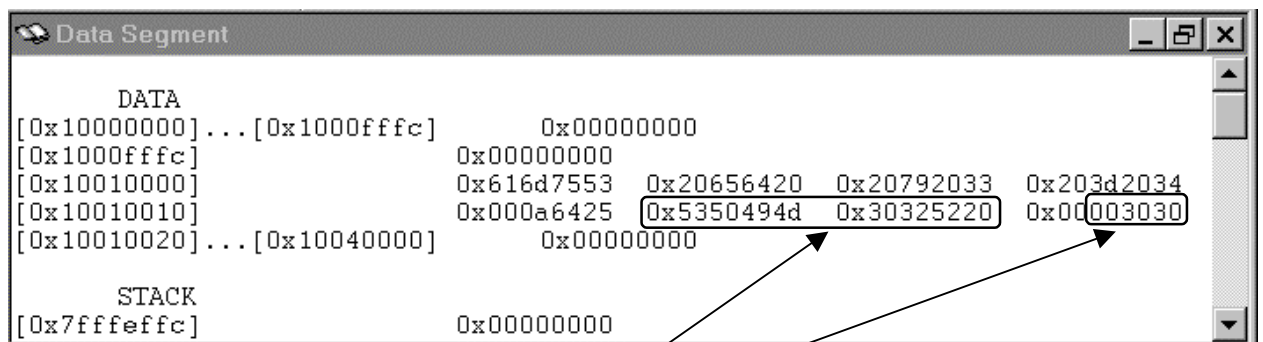 Data Segment
DATA
[0x10000000]...[0x1000fffc] 0x00000000
[0x1000fffc] 0x00000000
[0x10010000] 0x616d7553 0x20656420 0x20792033 0x203d2034
[0x10010010] 0x000a6425 0x5350494d 0x30325220 0x00003030
[0x10010020]...[0x10040000] 0x00000000
STACK
[0x7fffeffc] 0x00000000